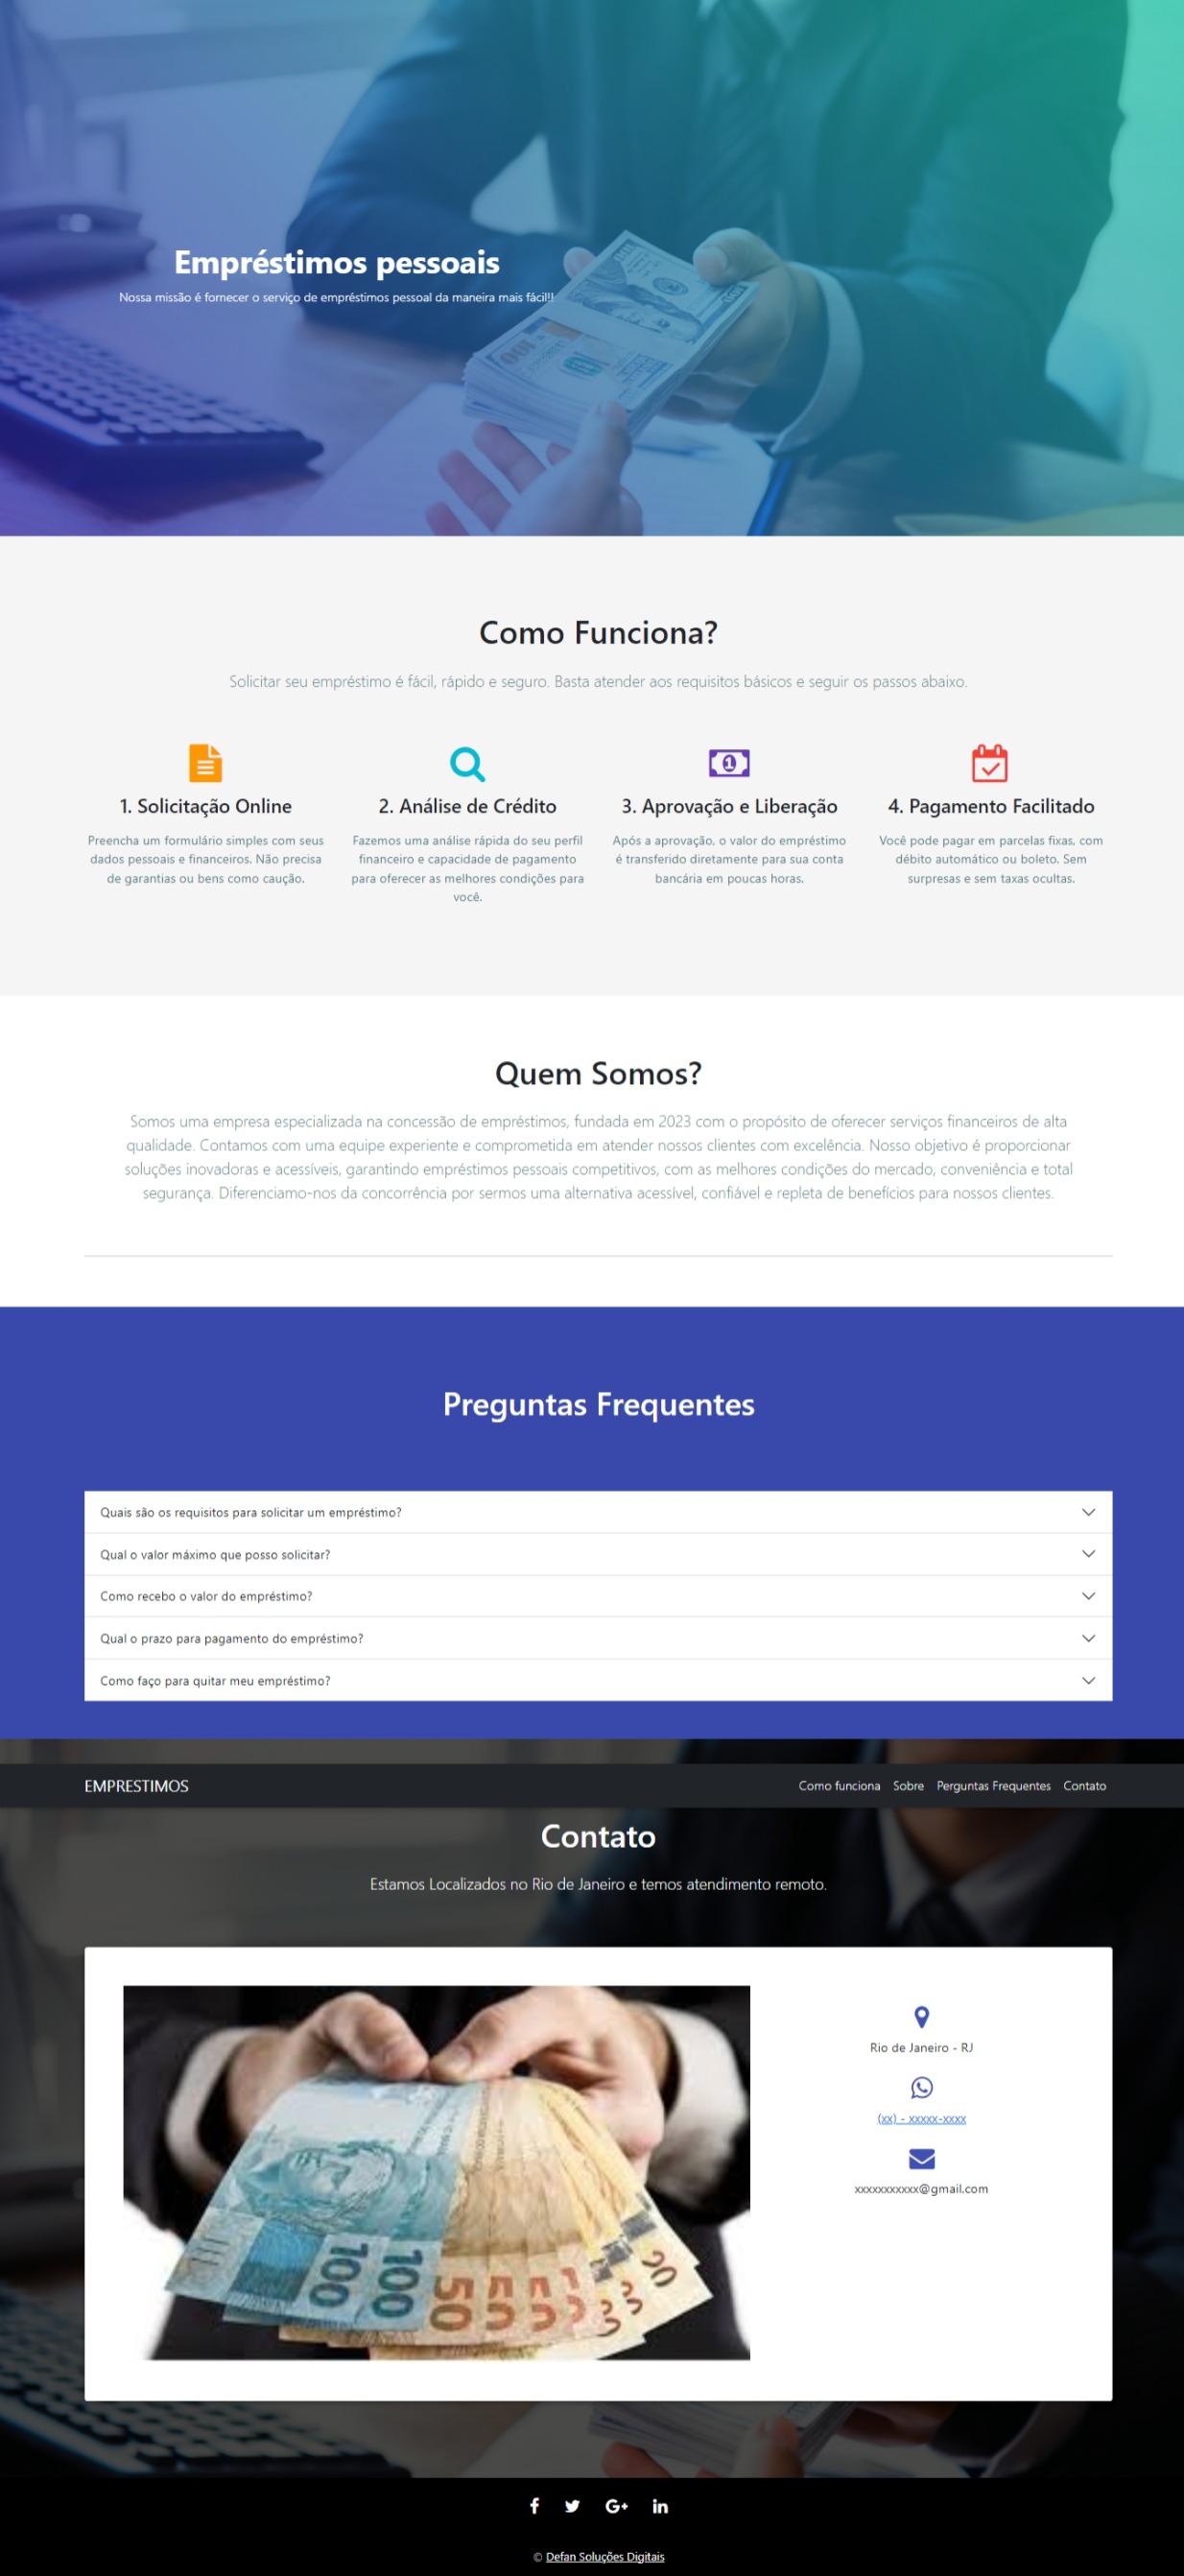 Empréstimos pessoais
Nossa missão é fornecer o serviço de empréstimos pessoal da maneira mais fácil!!
Como Funciona?
Solicitar seu empréstimo é fácil, rápido e seguro. Basta atender aos requisitos básicos e seguir os passos abaixo.
1. Solicitação Online
Preencha um formulário simples com seus
dados pessoais e financeiros. Não precisa
de garantias ou bens como caução.
2. Análise de Crédito
Fazemos uma análise rápida do seu perfil
financeiro e capacidade de pagamento
para oferecer as melhores condições para
você.
3. Aprovação e Liberação
Após a aprovação, o valor do empréstimo
é transferido diretamente para sua conta
bancária em poucas horas.
4. Pagamento Facilitado
Você pode pagar em parcelas fixas, com
débito automático ou boleto. Sem
surpresas e sem taxas ocultas.
Quem Somos?
Somos uma empresa especializada na concessão de empréstimos, fundada em 2023 com o propósito de oferecer serviços financeiros de alta
qualidade. Contamos com uma equipe experiente e comprometida em atender nossos clientes com excelência. Nosso objetivo é proporcionar
soluções inovadoras e acessíveis, garantindo empréstimos pessoais competitivos, com as melhores condições do mercado, conveniência e total
segurança. Diferenciamo-nos da concorrência por sermos uma alternativa acessível, confiável e repleta de benefícios para nossos clientes.
Preguntas Frequentes
Quais são os requisitos para solicitar um empréstimo?
Qual o valor máximo que posso solicitar?
Como recebo o valor do empréstimo?
Qual o prazo para pagamento do empréstimo?
Como faço para quitar meu empréstimo?
EMPRESTIMOS
Como funciona Sobre Perguntas Frequentes Contato
Contato
Estamos Localizados no Rio de Janeiro e temos atendimento remoto.
100
100
50
20
Rio de Janeiro - RJ
(xx) - xxxxx-xxxx
xxxxxxxxxxx@gmail.com
© Defan Soluções Digitais